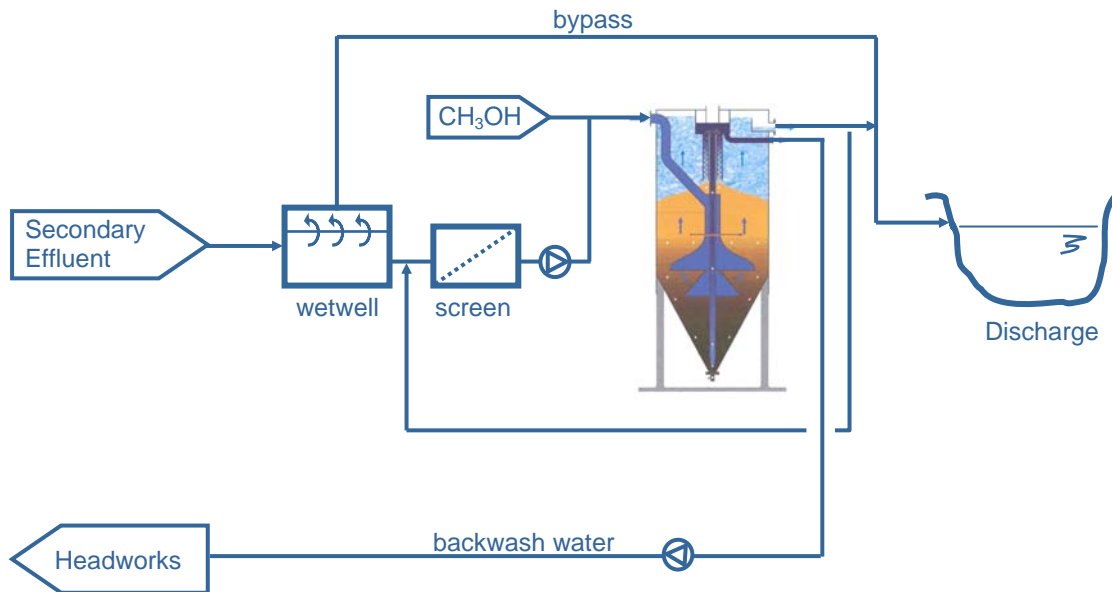 bypass
CH₃OH
Secondary
Effluent
wetwell
screen
Discharge
backwash water
Headworks